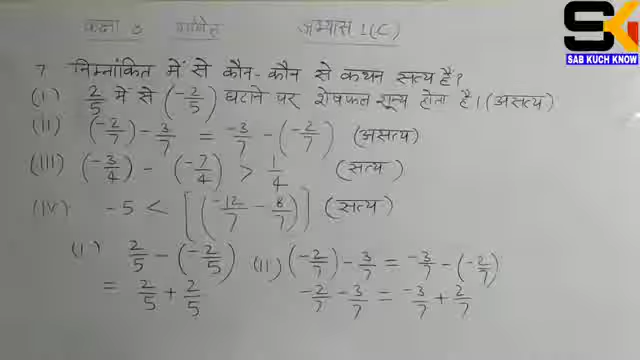 कक्षा 8 गणित अभ्यास 1(C)
SK
SAB KUCH KNOW
7 निम्नांकित में से कौन-कौन से कथन सत्य हैं?
(i) 2/5 में से (-2/5) घटाने पर शेषफल शून्य होता है। (असत्य)
(ii) (-2/7) - 3/7 = -3/7 - (-2/7) (असत्य)
(iii) (-3/4) - (-7/4) > 1/4 (सत्य)
(iv) -5 < [(-12/7 - 8/7)] (सत्य)
(i) 2/5 - (-2/5) (ii) (-2/7) - 3/7 = -3/7 - (-2/7)
= 2/5 + 2/5 -2/7 - 3/7 = -3/7 + 2/7